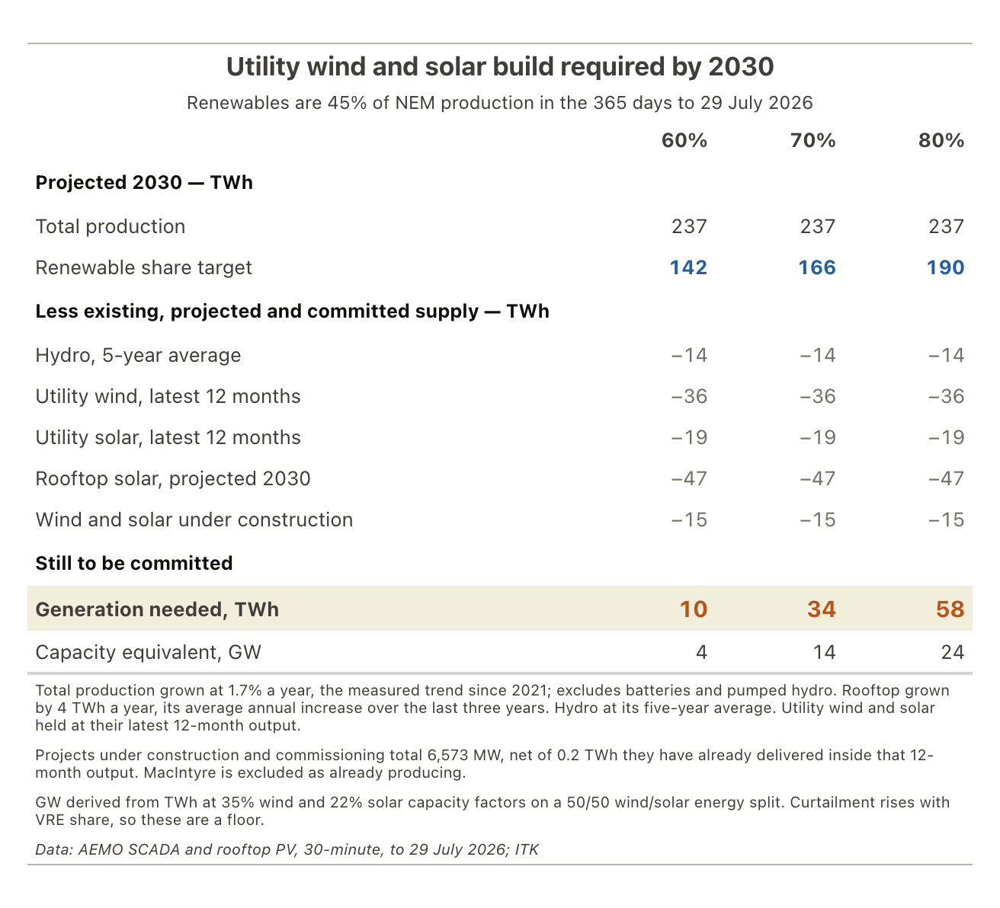 Utility wind and solar build required by 2030
Renewables are 45% of NEM production in the 365 days to 29 July 2026
60% 70% 80%
Projected 2030 — TWh
Total production 237 237 237
Renewable share target 142 166 190
Less existing, projected and committed supply — TWh
Hydro, 5-year average −14 −14 −14
Utility wind, latest 12 months −36 −36 −36
Utility solar, latest 12 months −19 −19 −19
Rooftop solar, projected 2030 −47 −47 −47
Wind and solar under construction −15 −15 −15
Still to be committed
Generation needed, TWh 10 34 58
Capacity equivalent, GW 4 14 24
Total production grown at 1.7% a year, the measured trend since 2021; excludes batteries and pumped hydro. Rooftop grown
by 4 TWh a year, its average annual increase over the last three years. Hydro at its five-year average. Utility wind and solar
held at their latest 12-month output.
Projects under construction and commissioning total 6,573 MW, net of 0.2 TWh they have already delivered inside that 12-
month output. MacIntyre is excluded as already producing.
GW derived from TWh at 35% wind and 22% solar capacity factors on a 50/50 wind/solar energy split. Curtailment rises with
VRE share, so these are a floor.
Data: AEMO SCADA and rooftop PV, 30-minute, to 29 July 2026; ITK